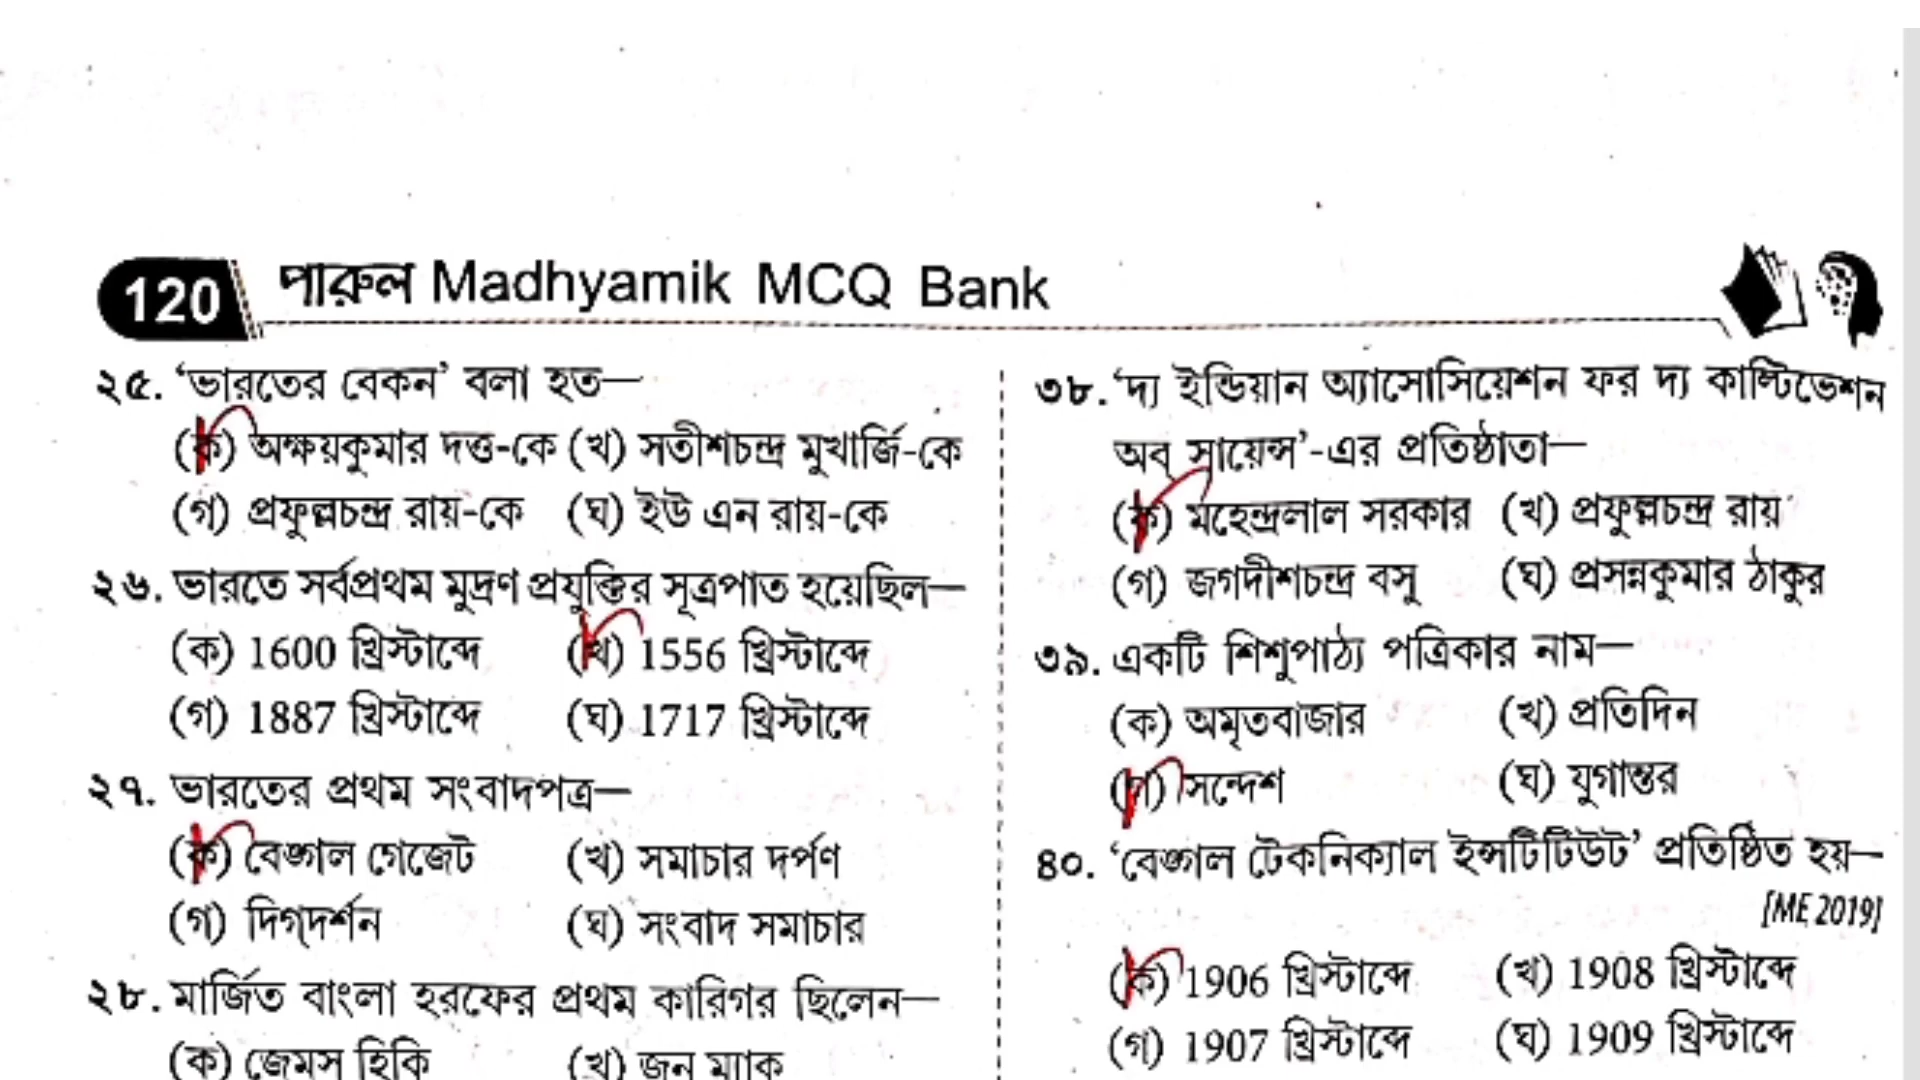 120 পারুল Madhyamik MCQ Bank
২৫. ‘ভারতের বেকন’ বলা হত—
(ক) অক্ষয়কুমার দত্ত-কে (খ) সতীশচন্দ্র মুখার্জি-কে
(গ) প্রফুল্লচন্দ্র রায়-কে (ঘ) ইউ এন রায়-কে
২৬. ভারতে সর্বপ্রথম মুদ্রণ প্রযুক্তির সূত্রপাত হয়েছিল—
(ক) 1600 খ্রিস্টাব্দে (খ) 1556 খ্রিস্টাব্দে
(গ) 1887 খ্রিস্টাব্দে (ঘ) 1717 খ্রিস্টাব্দে
২৭. ভারতের প্রথম সংবাদপত্র—
(ক) বেঙ্গল গেজেট (খ) সমাচার দর্পণ
(গ) দিগ্‌দর্শন (ঘ) সংবাদ সমাচার
২৮. মার্জিত বাংলা হরফের প্রথম কারিগর ছিলেন—
(ক) জেমস হিকি (খ) জন ম্যাক
৩৮. ‘দ্য ইন্ডিয়ান অ্যাসোসিয়েশন ফর দ্য কাল্টিভেশন
অব্ সায়েন্স’-এর প্রতিষ্ঠাতা—
(ক) মহেন্দ্রলাল সরকার (খ) প্রফুল্লচন্দ্র রায়
(গ) জগদীশচন্দ্র বসু (ঘ) প্রসন্নকুমার ঠাকুর
৩৯. একটি শিশুপাঠ্য পত্রিকার নাম—
(ক) অমৃতবাজার (খ) প্রতিদিন
(গ) সন্দেশ (ঘ) যুগান্তর
৪০. ‘বেঙ্গল টেকনিক্যাল ইন্সটিটিউট’ প্রতিষ্ঠিত হয়—
[ME 2019]
(ক) 1906 খ্রিস্টাব্দে (খ) 1908 খ্রিস্টাব্দে
(গ) 1907 খ্রিস্টাব্দে (ঘ) 1909 খ্রিস্টাব্দে